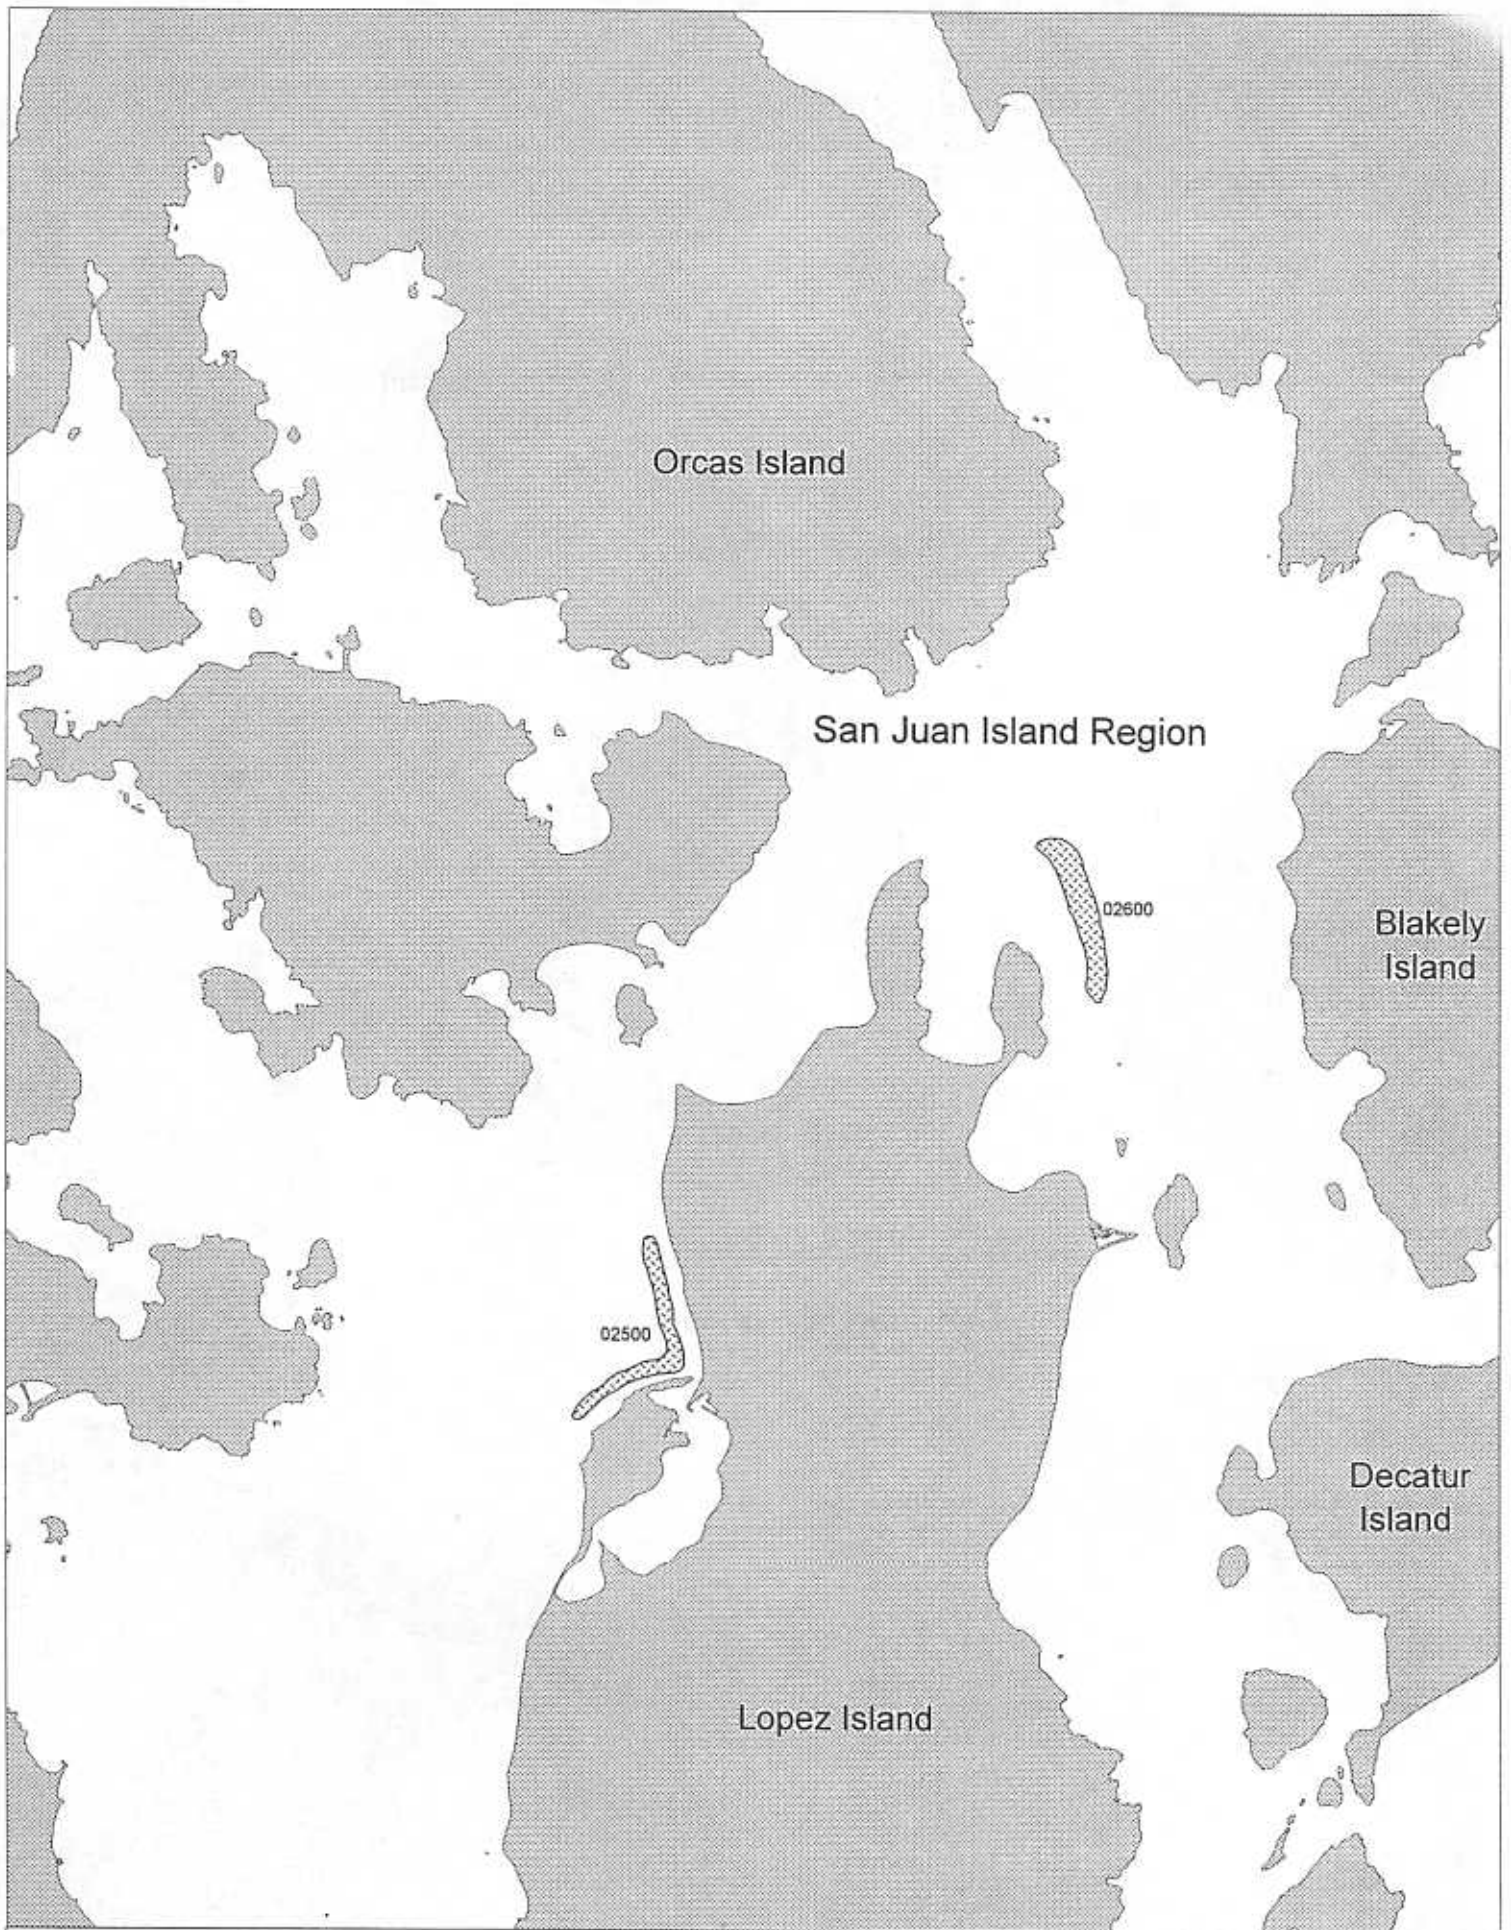 Orcas Island
San Juan Island Region
02600
Blakely
Island
02500
Decatur
Island
Lopez Island